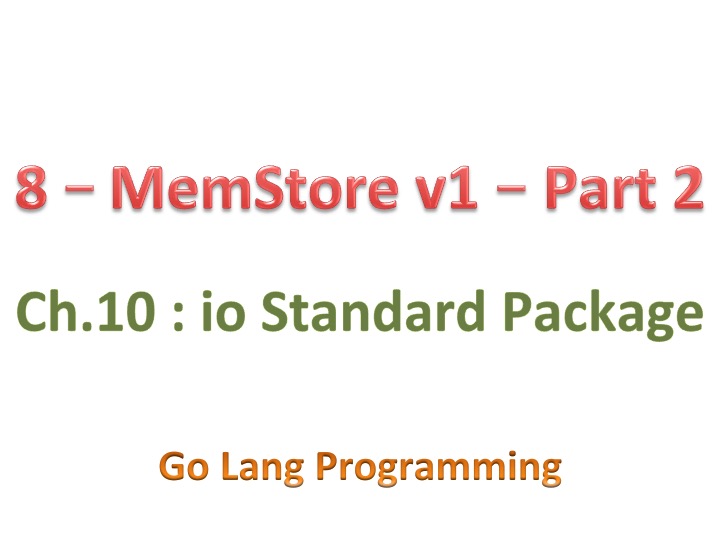 8 – MemStore v1 – Part 2
Ch.10 : io Standard Package
Go Lang Programming